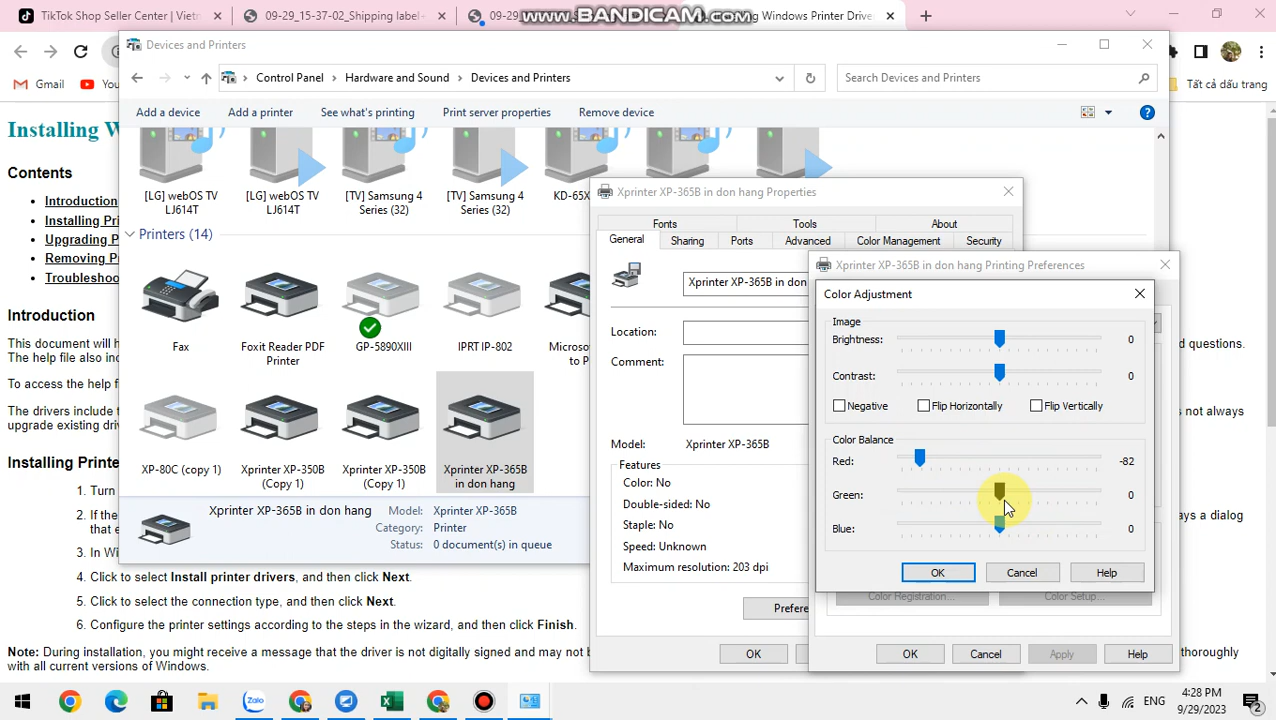 TikTok Shop Seller Center | Vietn
09-29_15-37-02_Shipping label+
09-29
ng Windows Printer Drive
www.BANDICAM.com
Gmail
You
Tất cả dấu trang
Devices and Printers
Control Panel
Hardware and Sound
Devices and Printers
Search Devices and Printers
Add a device
Add a printer
See what's printing
Print server properties
Remove device
[LG] webOS TV
LJ614T
[LG] webOS TV
LJ614T
[TV] Samsung 4
Series (32)
[TV] Samsung 4
Series (32)
KD-65X
Printers (14)
Fax
Foxit Reader PDF
Printer
GP-5890XIII
IPRT IP-802
Microso
to P
XP-80C (copy 1)
Xprinter XP-350B
(Copy 1)
Xprinter XP-350B
(Copy 1)
Xprinter XP-365B
in don hang
Xprinter XP-365B in don hang
Model: Xprinter XP-365B
Category: Printer
Status: 0 document(s) in queue
Installing W
Contents
Introduction
Installing Pri
Upgrading P
Removing P
Troubleshoo
Introduction
This document will h
questions.
The help file also inc
To access the help f
The drivers include t
s not always
upgrade existing driv
Installing Printe
1. Turn
2. If the
ays a dialog
that e
3. In Wi
4. Click to select Install printer drivers, and then click Next.
5. Click to select the connection type, and then click Next.
6. Configure the printer settings according to the steps in the wizard, and then click Finish.
Note: During installation, you might receive a message that the driver is not digitally signed and may not b
thoroughly
with all current versions of Windows.
Xprinter XP-365B in don hang Properties
Fonts
Tools
About
General
Sharing
Ports
Advanced
Color Management
Security
Xprinter XP-365B in don
Location:
Comment:
Model: Xprinter XP-365B
Features
Color: No
Double-sided: No
Staple: No
Speed: Unknown
Maximum resolution: 203 dpi
Prefere
OK
Xprinter XP-365B in don hang Printing Preferences
Color Adjustment
Image
Brightness: 0
Contrast: 0
Negative
Flip Horizontally
Flip Vertically
Color Balance
Red: -82
Green: 0
Blue: 0
OK
Cancel
Help
Color Registration...
Color Setup...
OK
Cancel
Apply
Help
Zalo
ENG
4:28 PM
9/29/2023
2